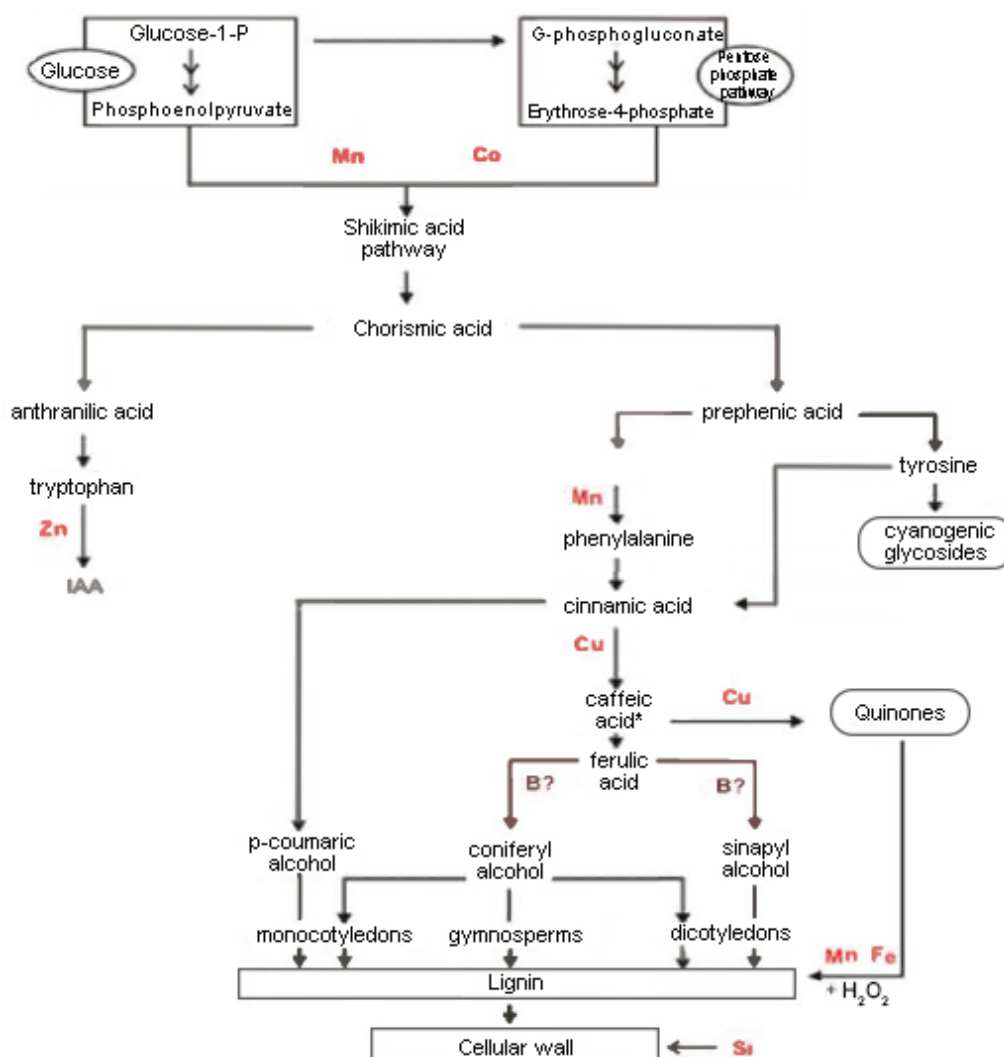 Glucose-1-P
G-phosphogluconate
Glucose
Pentose
phosphate
pathway
Phosphoenolpyruvate
Erythrose-4-phosphate
Mn
Co
Shikimic acid
pathway
Chorismic acid
anthranilic acid
prephenic acid
tryptophan
tyrosine
Mn
Zn
phenylalanine
cyanogenic
glycosides
IAA
cinnamic acid
Cu
caffeic
acid*
Cu
Quinones
ferulic
acid
B?
B?
p-coumaric
alcohol
coniferyl
alcohol
sinapyl
alcohol
monocotyledons
gymnosperms
dicotyledons
Mn Fe
+ H₂O₂
Lignin
Cellular wall
Si